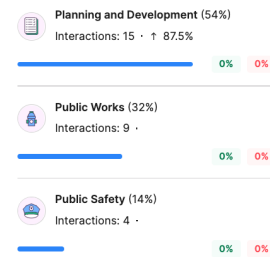 Planning and Development (54%)
Interactions: 15 · ↑ 87.5%
0% 0%
Public Works (32%)
Interactions: 9 ·
0% 0%
Public Safety (14%)
Interactions: 4 ·
0% 0%